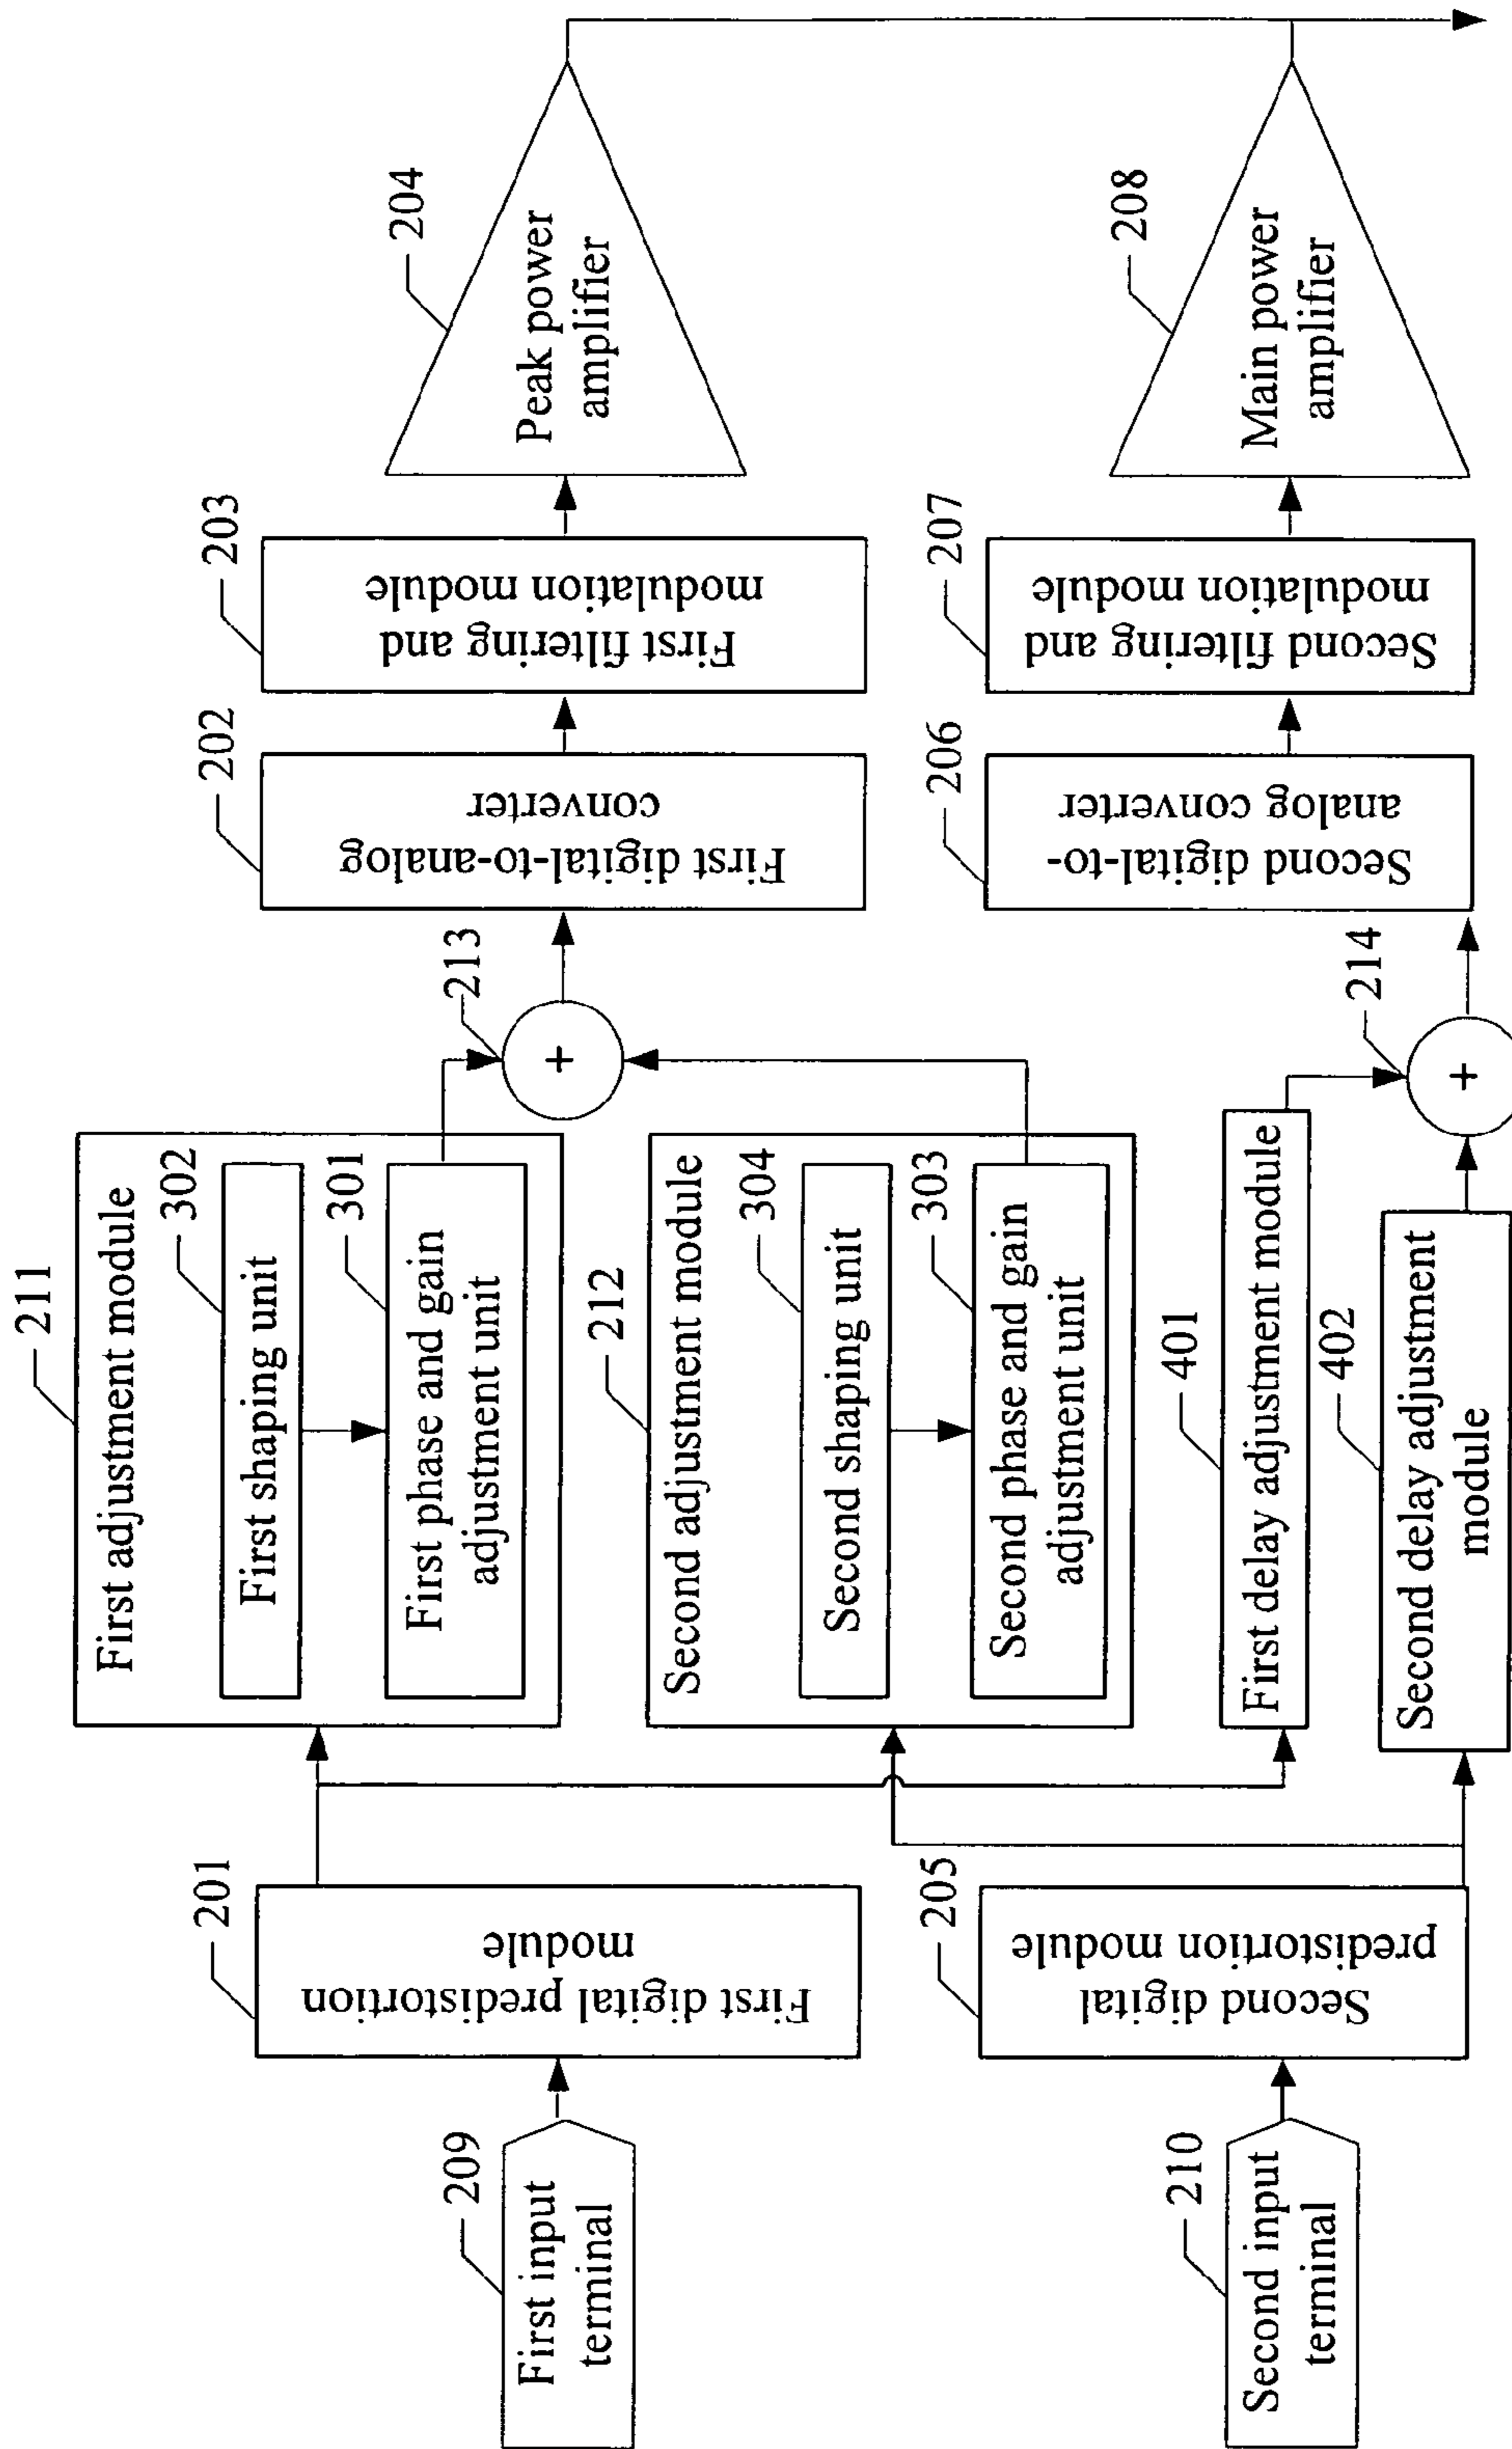 209
First input
terminal
201
First digital predistortion
module
211
First adjustment module
302
First shaping unit
301
First phase and gain
adjustment unit
213
+
202
First digital-to-analog
converter
203
First filtering and
modulation module
204
Peak power
amplifier
212
Second adjustment module
304
Second shaping unit
303
Second phase and gain
adjustment unit
210
Second input
terminal
205
Second digital
predistortion module
401
First delay adjustment module
402
Second delay adjustment
module
214
+
206
Second digital-to-
analog converter
207
Second filtering and
modulation module
208
Main power
amplifier